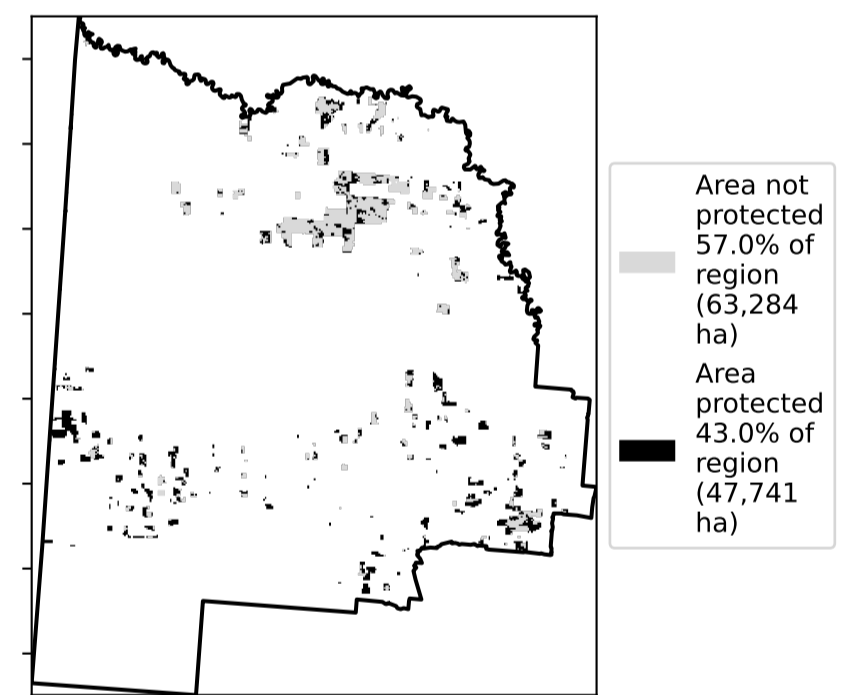 Area not
protected
57.0% of
region
(63,284
ha)
Area
protected
43.0% of
region
(47,741
ha)